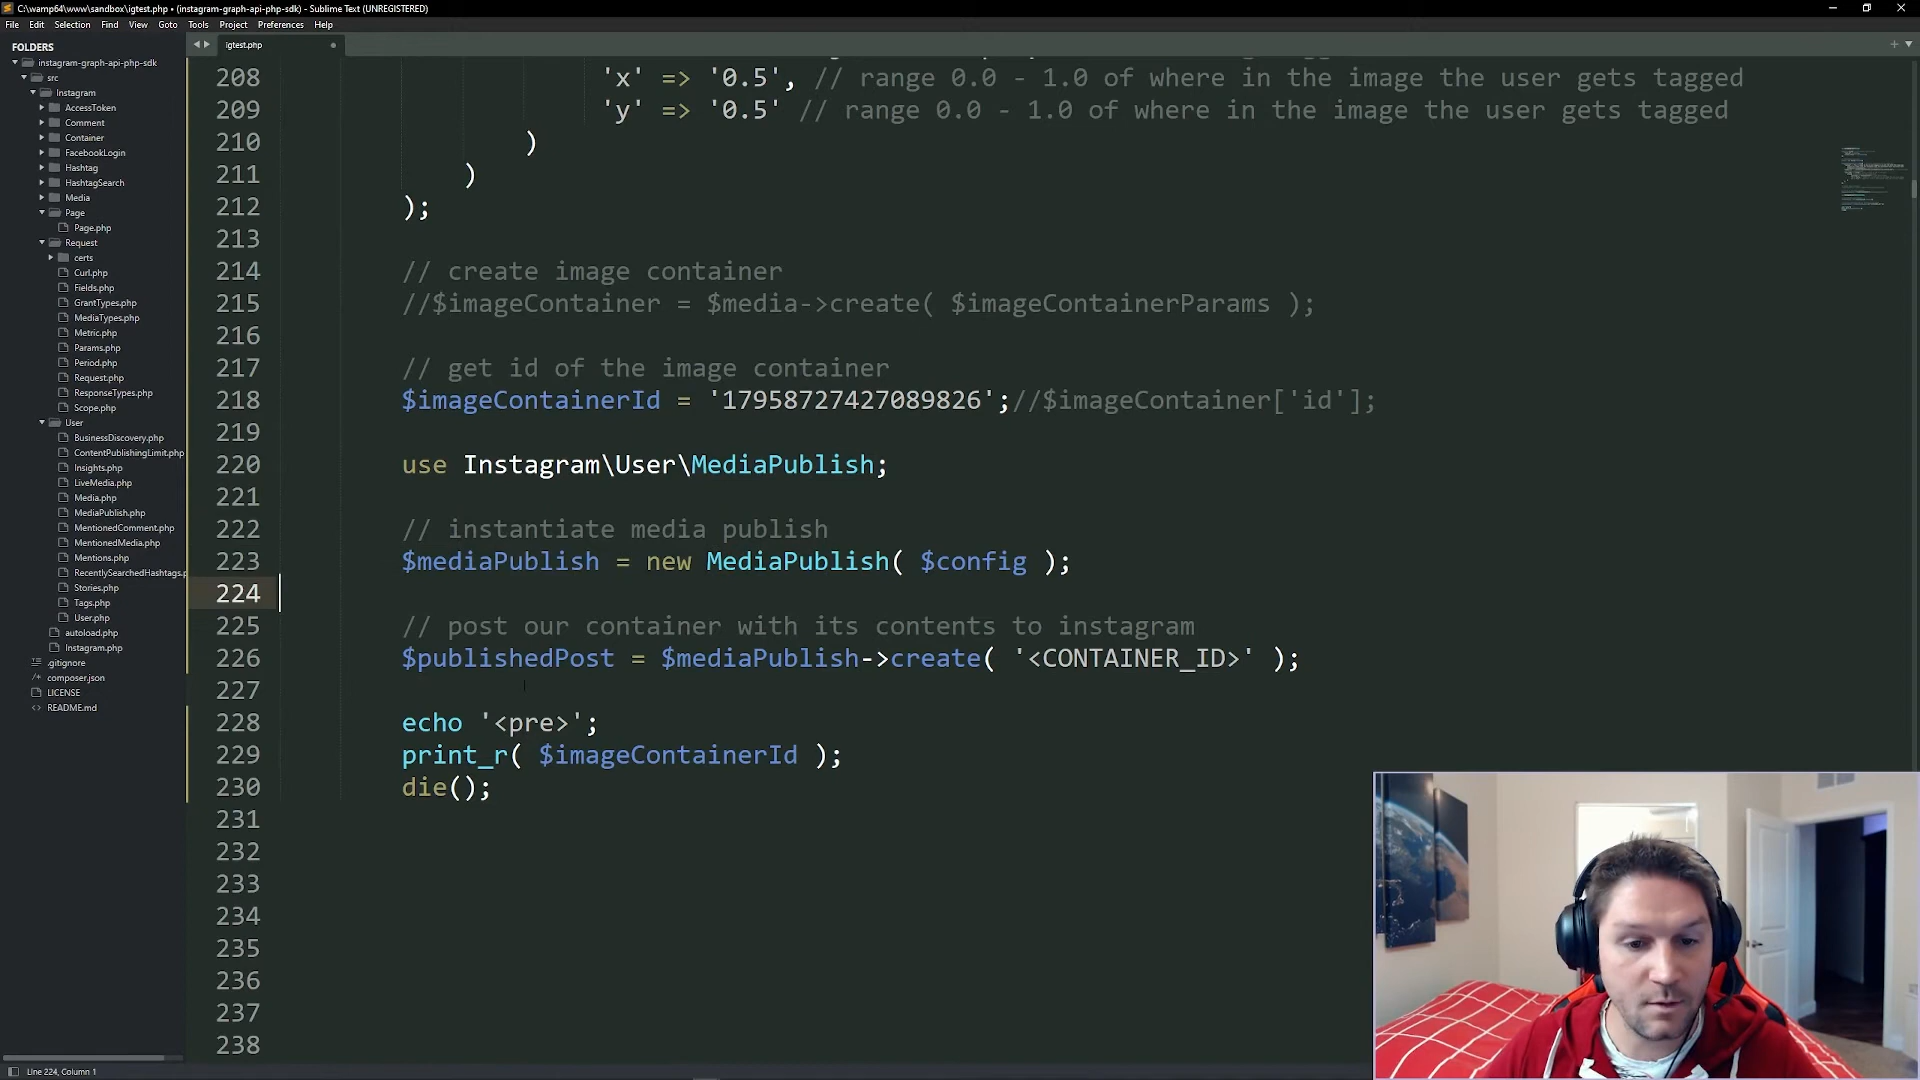 C:\wamp64\www\sandbox\igtest.php • (instagram-graph-api-php-sdk) - Sublime Text (UNREGISTERED)
File Edit Selection Find View Goto Tools Project Preferences Help
FOLDERS
instagram-graph-api-php-sdk
src
Instagram
AccessToken
Comment
Container
FacebookLogin
Hashtag
HashtagSearch
Media
Page
Page.php
Request
certs
Curl.php
Fields.php
GrantTypes.php
MediaTypes.php
Metric.php
Params.php
Period.php
Request.php
ResponseTypes.php
Scope.php
User
BusinessDiscovery.php
ContentPublishingLimit.php
Insights.php
LiveMedia.php
Media.php
MediaPublish.php
MentionedComment.php
MentionedMedia.php
Mentions.php
RecentlySearchedHashtags.p
Stories.php
Tags.php
User.php
autoload.php
Instagram.php
.gitignore
composer.json
LICENSE
README.md
igtest.php
208 'x' => '0.5', // range 0.0 - 1.0 of where in the image the user gets tagged
209 'y' => '0.5' // range 0.0 - 1.0 of where in the image the user gets tagged
210 )
211 )
212 );
213
214 // create image container
215 //$imageContainer = $media->create( $imageContainerParams );
216
217 // get id of the image container
218 $imageContainerId = '17958727427089826';//$imageContainer['id'];
219
220 use Instagram\User\MediaPublish;
221
222 // instantiate media publish
223 $mediaPublish = new MediaPublish( $config );
224
225 // post our container with its contents to instagram
226 $publishedPost = $mediaPublish->create( '<CONTAINER_ID>' );
227
228 echo '<pre>';
229 print_r( $imageContainerId );
230 die();
231
232
233
234
235
236
237
238
Line 224, Column 1